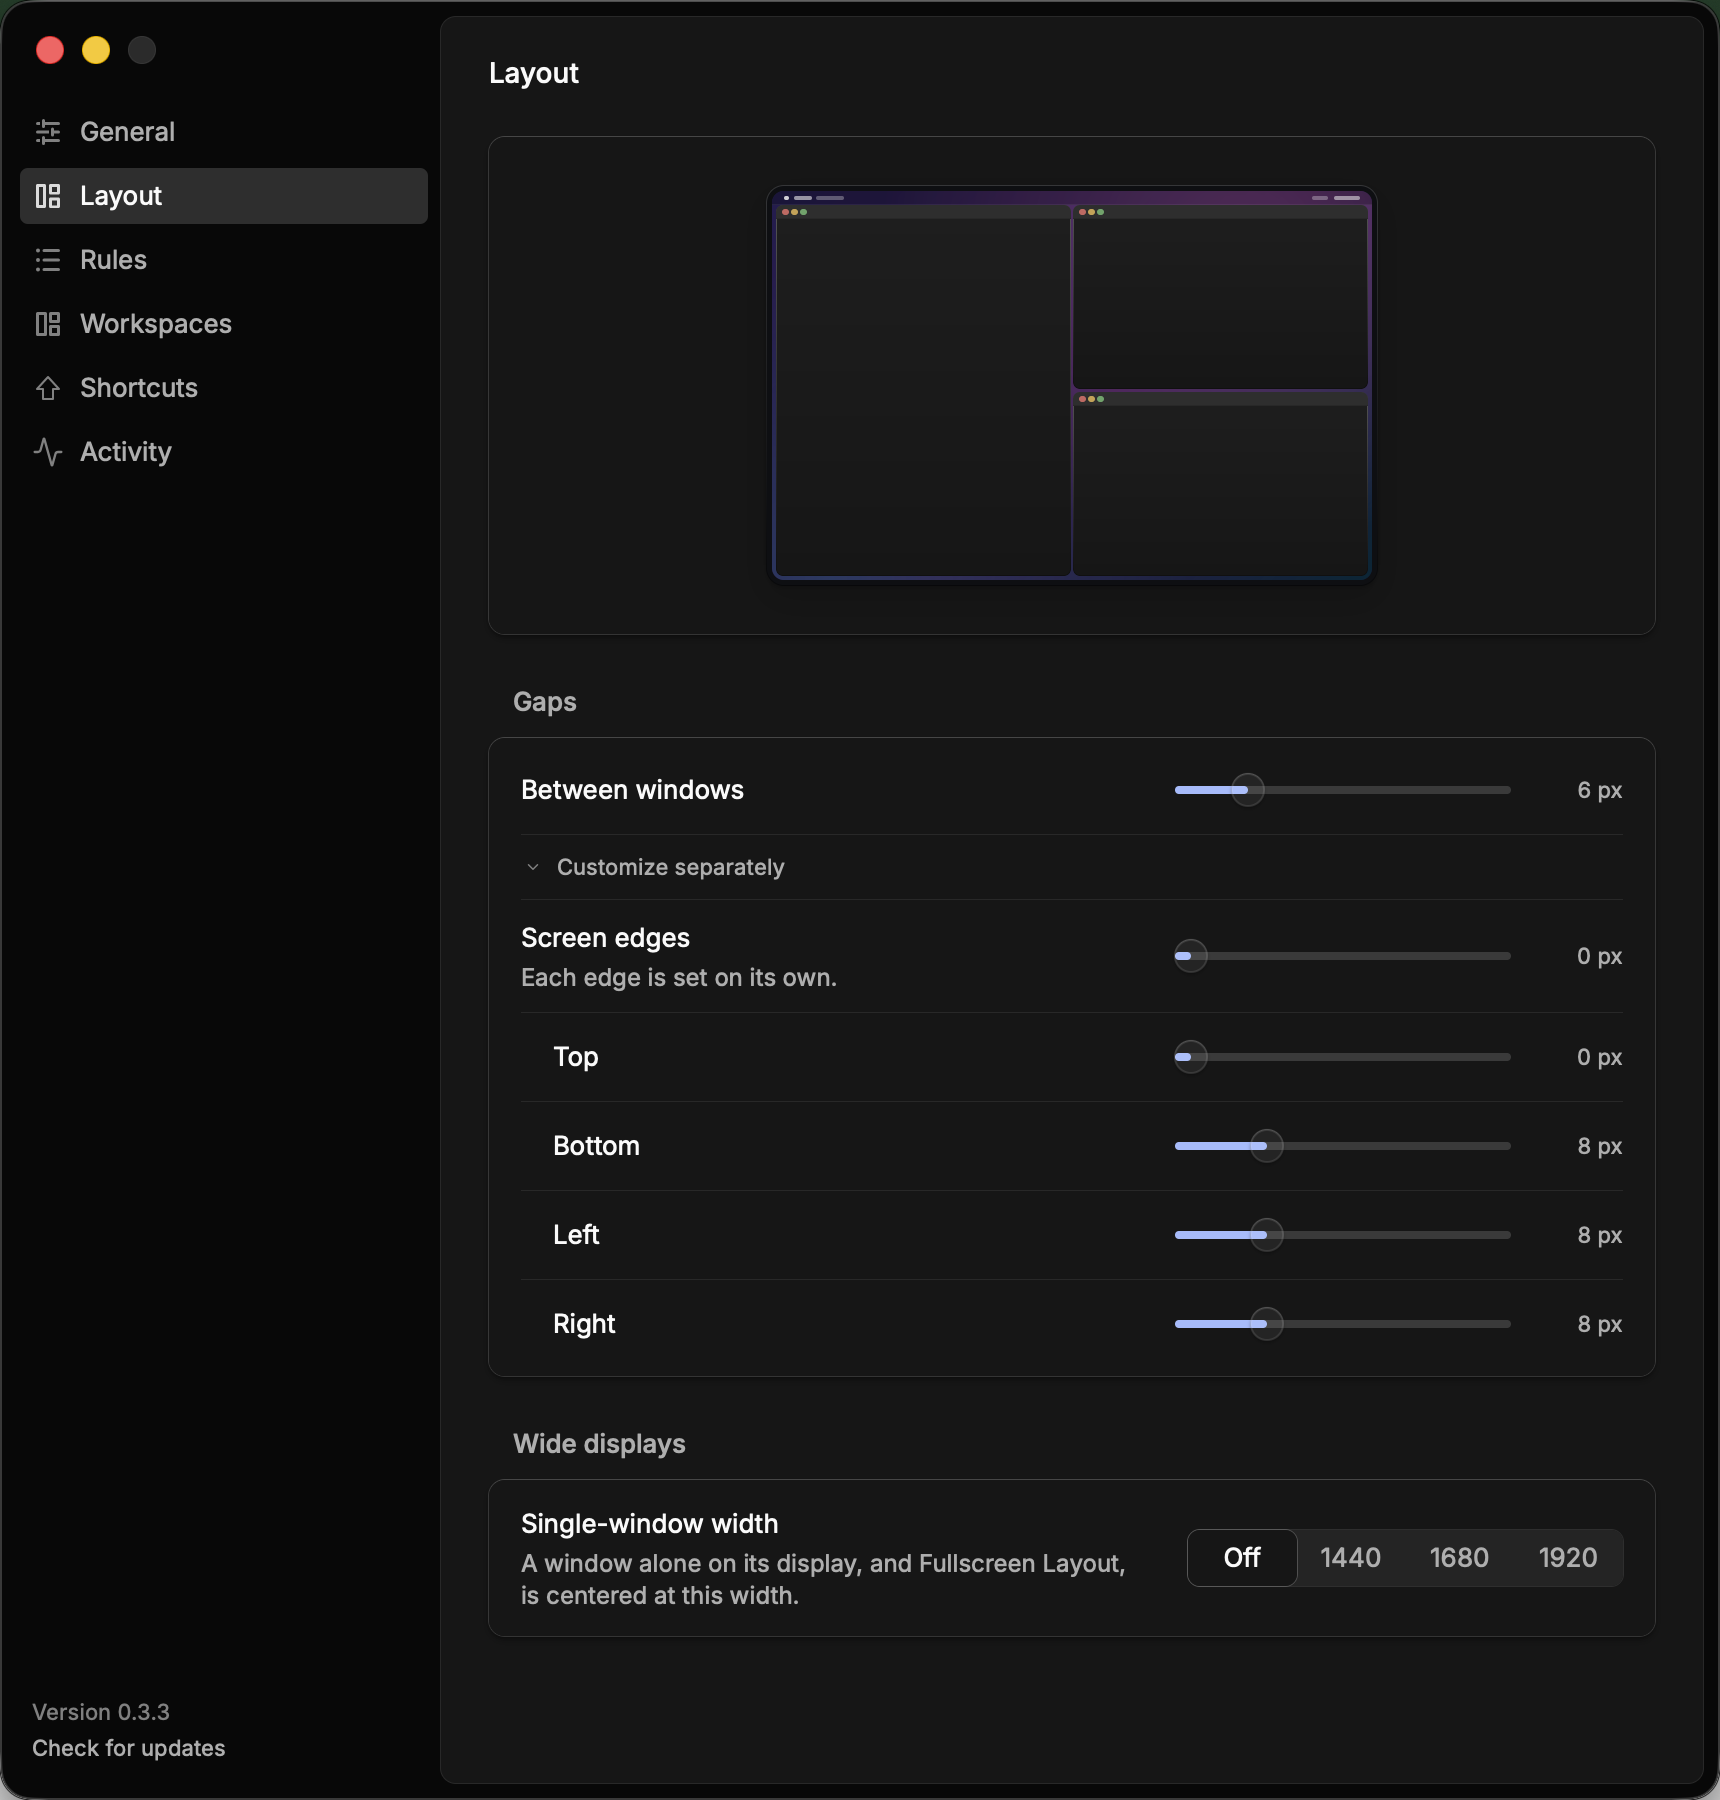 General
Layout
Rules
Workspaces
Shortcuts
Activity
Version 0.3.3
Check for updates
Layout
Gaps
Between windows 6 px
Customize separately
Screen edges 0 px
Each edge is set on its own.
Top 0 px
Bottom 8 px
Left 8 px
Right 8 px
Wide displays
Single-window width
A window alone on its display, and Fullscreen Layout,
is centered at this width.
Off 1440 1680 1920